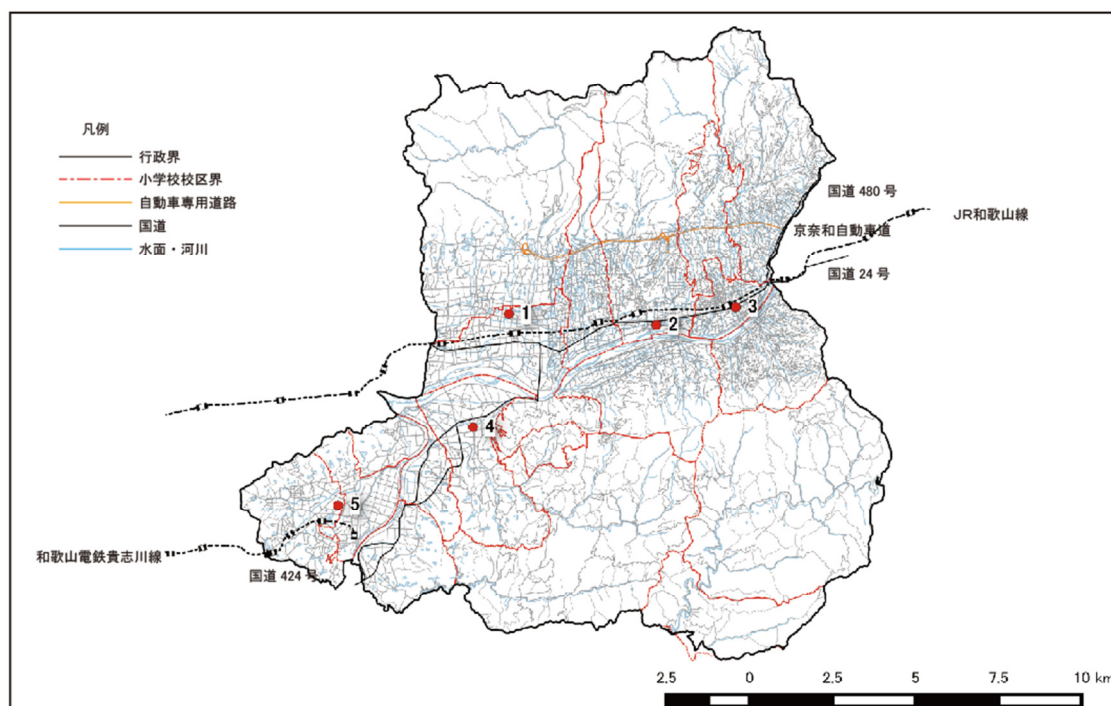 凡例
行政界
小学校校区界
自動車専用道路
国道
水面・河川
国道 480 号
JR和歌山線
京奈和自動車道
国道 24 号
1
2
3
4
5
和歌山電鉄貴志川線
国道 424 号
2.5 0 2.5 5 7.5 10 km